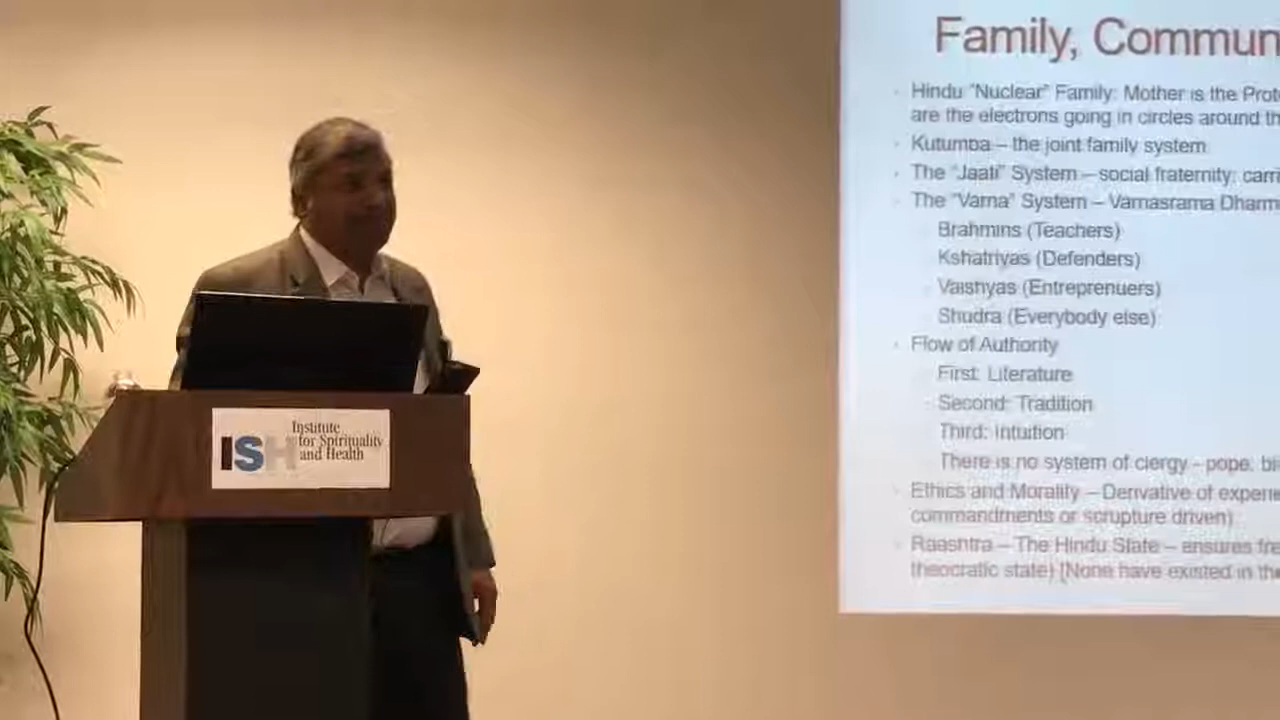 Family, Commun
Hindu "Nuclear" Family: Mother is the Prot
are the electrons going in circles around th
Kutumba – the joint family system
The "Jaati" System – social fraternity; carri
The "Varna" System – Varnasrama Dharm
Brahmins (Teachers)
Kshatriyas (Defenders)
Vaishyas (Entreprenuers)
Shudra (Everybody else)
Flow of Authority
First: Literature
Second: Tradition
Third: Intuition
There is no system of clergy - pope, bi
Ethics and Morality – Derivative of experie
commandments or scrupture driven)
Raashtra – The Hindu State – ensures fre
theocratic state) [None have existed in the
ISH
Institute
for Spirituality
and Health